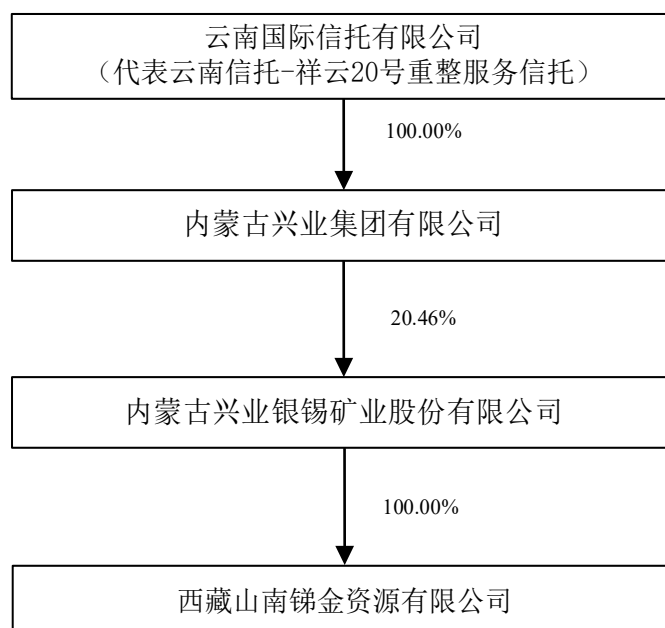 云南国际信托有限公司
（代表云南信托-祥云20号重整服务信托）
100.00%
内蒙古兴业集团有限公司
20.46%
内蒙古兴业银锡矿业股份有限公司
100.00%
西藏山南锑金资源有限公司